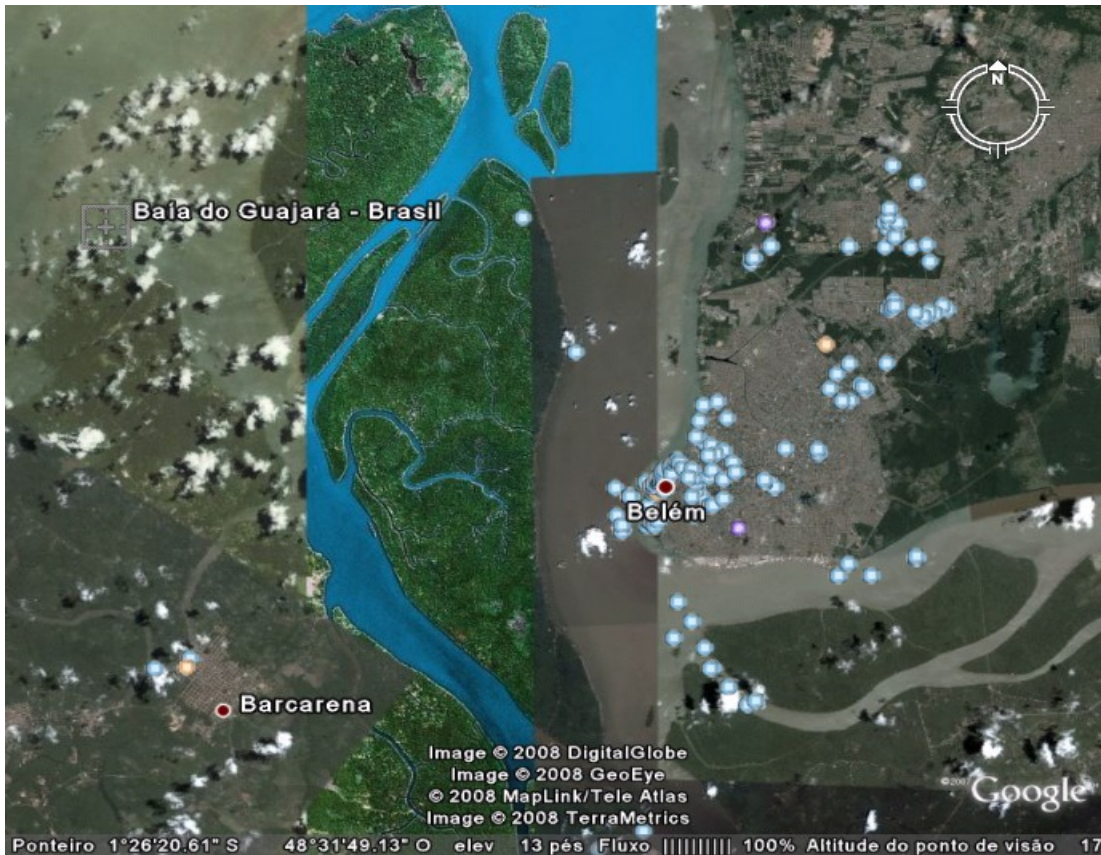 N
Baía do Guajará - Brasil
Belém
Barcarena
Image © 2008 DigitalGlobe
Image © 2008 GeoEye
© 2008 MapLink/Tele Atlas
Image © 2008 TerraMetrics
©2007 Google
Ponteiro 1°26'20.61" S 48°31'49.13" O elev 13 pés Fluxo |||||||||| 100% Altitude do ponto de visão 17